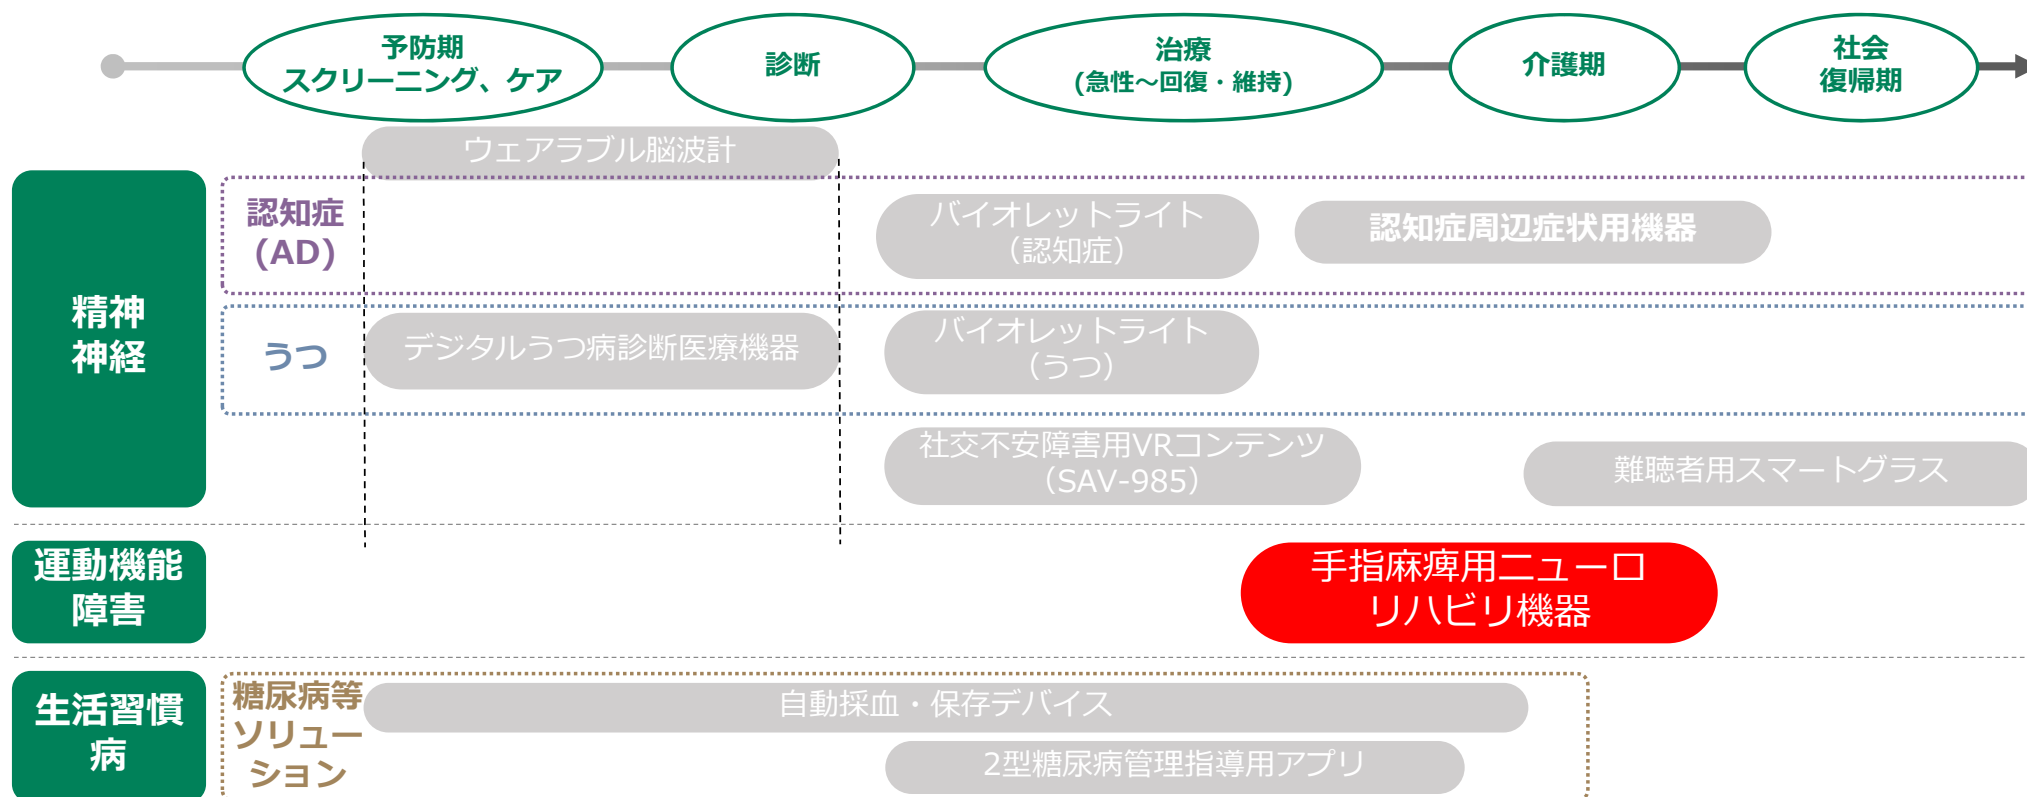 予防期
スクリーニング、ケア
診断
治療
(急性～回復・維持)
介護期
社会
復帰期
ウェアラブル脳波計
精神
神経
認知症
(AD)
バイオレットライト
（認知症）
認知症周辺症状用機器
うつ
デジタルうつ病診断医療機器
バイオレットライト
（うつ）
社交不安障害用VRコンテンツ
（SAV-985）
難聴者用スマートグラス
運動機能
障害
手指麻痺用ニューロ
リハビリ機器
生活習慣
病
糖尿病等
ソリュー
ション
自動採血・保存デバイス
2型糖尿病管理指導用アプリ